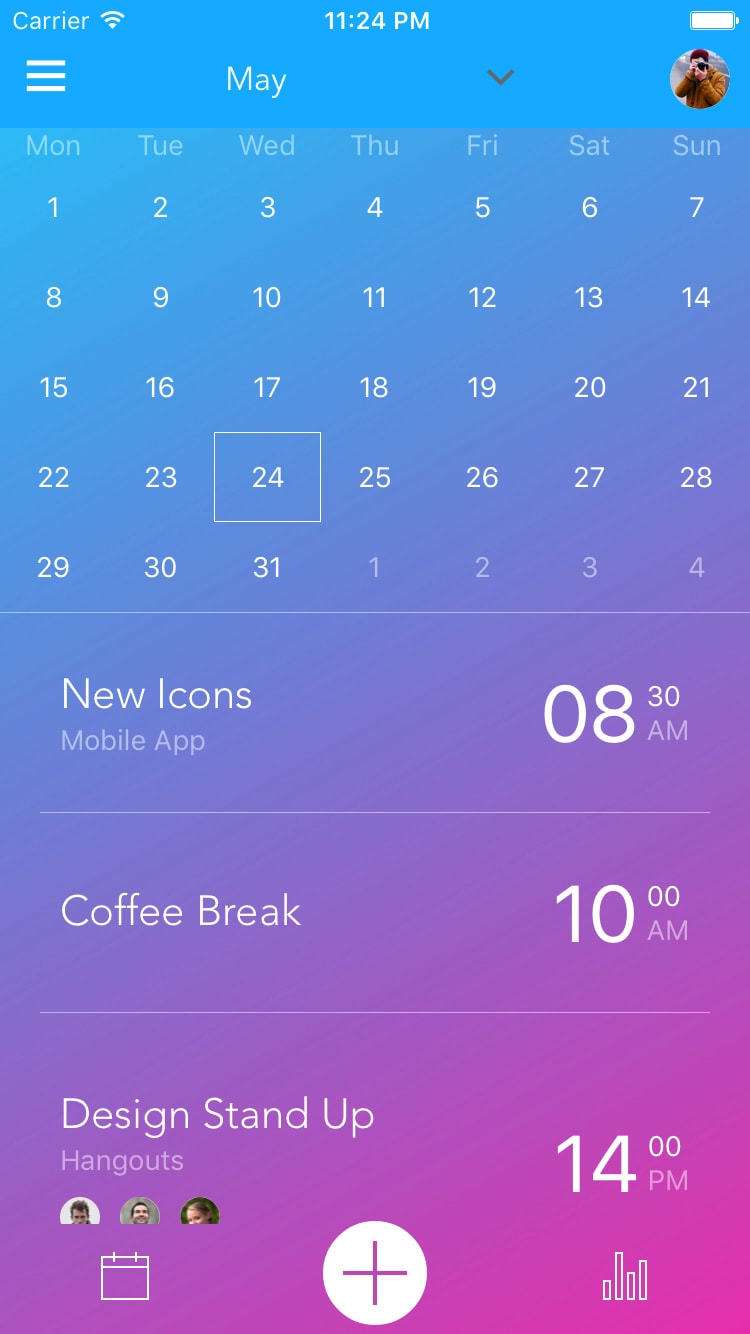 Carrier 11:24 PM
May
Mon Tue Wed Thu Fri Sat Sun
1 2 3 4 5 6 7
8 9 10 11 12 13 14
15 16 17 18 19 20 21
22 23 24 25 26 27 28
29 30 31 1 2 3 4
New Icons
Mobile App
08 30 AM
Coffee Break
10 00 AM
Design Stand Up
Hangouts
14 00 PM